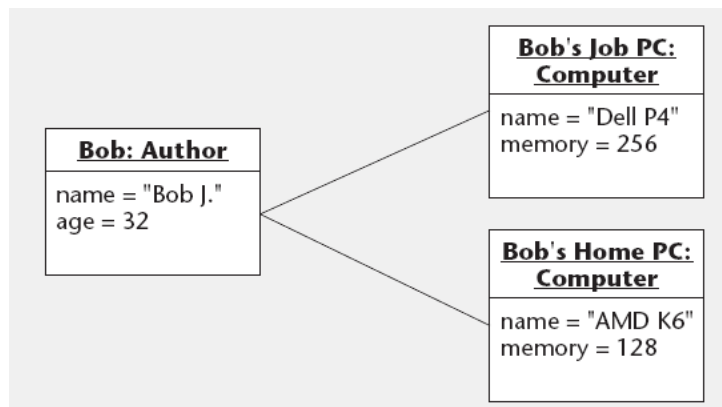 Bob: Author
name = "Bob J."
age = 32
Bob's Job PC:
Computer
name = "Dell P4"
memory = 256
Bob's Home PC:
Computer
name = "AMD K6"
memory = 128